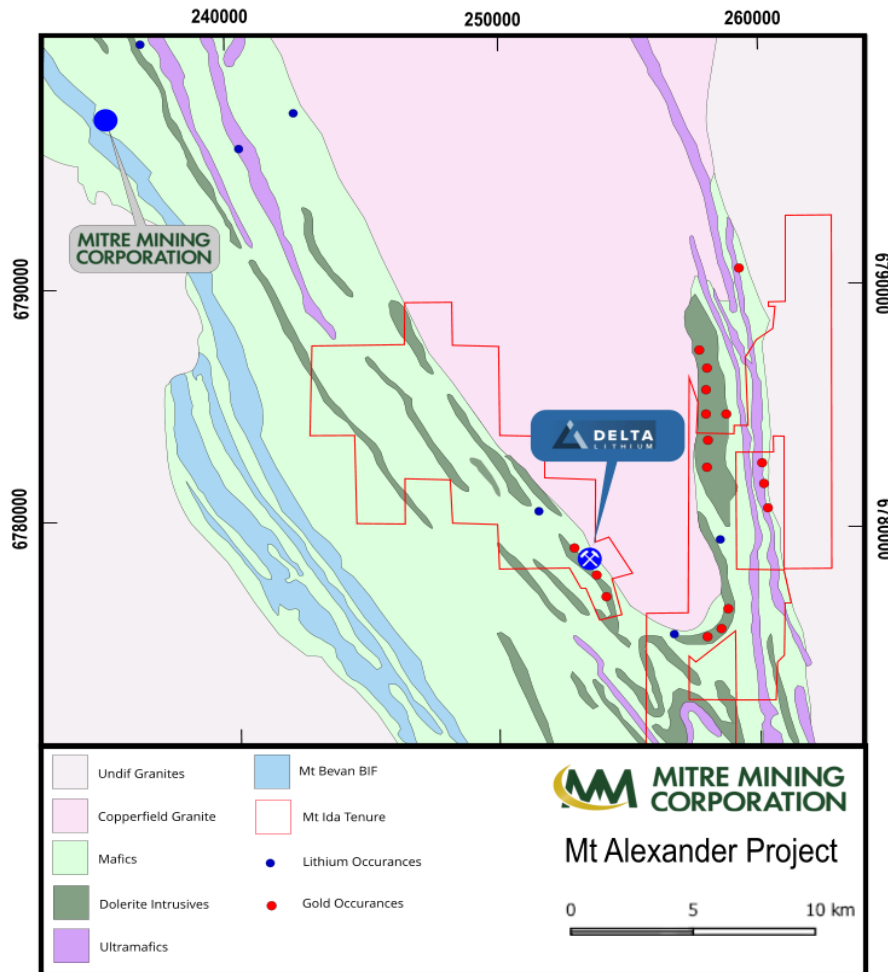 240000
250000
260000
6790000
6790000
6780000
6780000
MITRE MINING
CORPORATION
DELTA
LITHIUM
Undif Granites
Copperfield Granite
Mafics
Dolerite Intrusives
Ultramafics
Mt Bevan BIF
Mt Ida Tenure
Lithium Occurances
Gold Occurances
MITRE MINING
CORPORATION
Mt Alexander Project
0 5 10 km